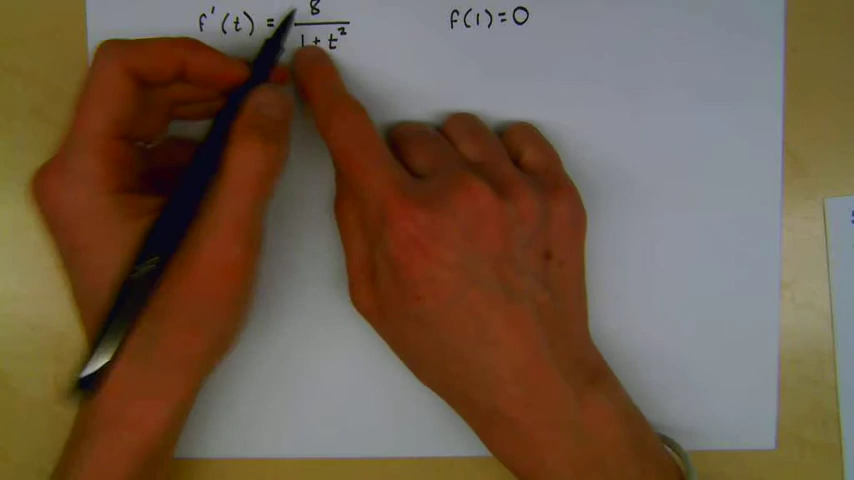 f'(t) = 8 / (1 + t²) f(1) = 0